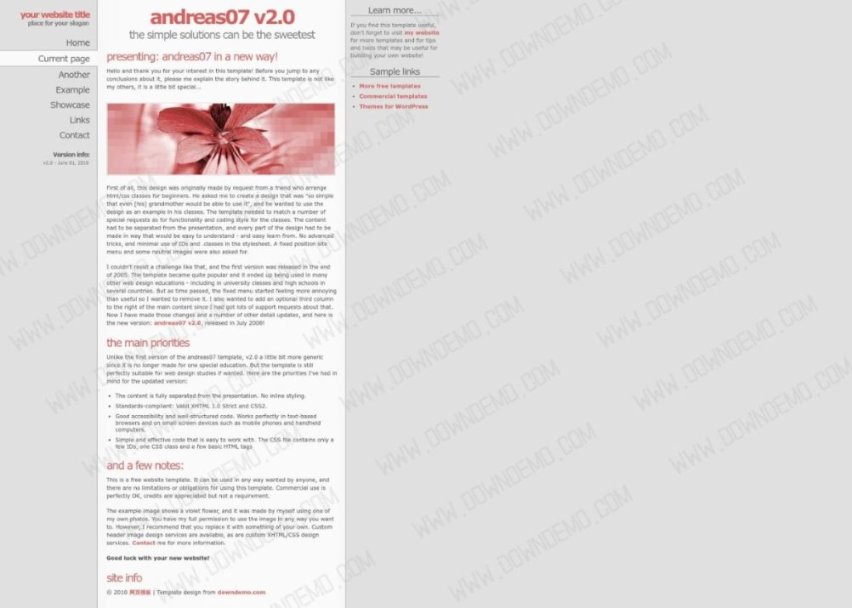 your website title
place for your slogan
Home
Current page
Another
Example
Showcase
Links
Contact
Version info:
v2.0 - June 01, 2010
andreas07 v2.0
the simple solutions can be the sweetest
presenting: andreas07 in a new way!
Hello and thank you for your interest in this template! Before you jump to any
conclusions about it, please me explain the story behind it. This template is not like
my others, it is a little bit special...
First of all, this design was originally made by request from a friend who arrange
html/css classes for beginners. He asked me to create a design that was "so simple
that even [his] grandmother would be able to use it", and he wanted to use the
design as an example in his classes. The template needed to match a number of
special requests as for functionality and coding style for the classes. The content
had to be separated from the presentation, and every part of the design had to be
made in way that would be easy to understand - and easy learn from. No advanced
tricks, and minimal use of IDs and .classes in the stylesheet. A fixed position site
menu and some neutral images were also asked for.
I couldn't resist a challenge like that, and the first version was released in the end
of 2005. The template became quite popular and it ended up being used in many
other web design educations - including in university classes and high schools in
several countries. But as time passed, the fixed menu started feeling more annoying
than useful so I wanted to remove it. I also wanted to add an optional third column
to the right of the main content since I had got lots of support requests about that.
Now I have made those changes and a number of other detail updates, and here is
the new version: andreas07 v2.0, released in July 2008!
the main priorities
Unlike the first version of the andreas07 template, v2.0 a little bit more generic
since it is no longer made for one special education. But the template is still
perfectly suitable for web design studies if wanted. Here are the priorities I've had in
mind for the updated version:
• The content is fully separated from the presentation. No inline styling.
• Standards-compliant: Valid XHTML 1.0 Strict and CSS2.
• Good accessibility and well-structured code. Works perfectly in text-based
browsers and on small screen devices such as mobile phones and handheld
computers.
• Simple and effective code that is easy to work with. The CSS file contains only a
few IDs, one CSS class and a few basic HTML tags
and a few notes:
This is a free website template. It can be used in any way wanted by anyone, and
there are no limitations or obligations for using this template. Commercial use is
perfectly OK, credits are appreciated but not a requirement.
The example image shows a violet flower, and it was made by myself using one of
my own photos. You have my full permission to use the image in any way you want
to. However, I recommend that you replace it with something of your own. Custom
header image design services are available, as are custom XHTML/CSS design
services. Contact me for more information.
Good luck with your new website!
site info
© 2010 网页模板 | Template design from downdemo.com
Learn more...
If you find this template useful,
don't forget to visit my website
for more templates and for tips
and tools that may be useful for
building your own website!
Sample links
• More free templates
• Commercial templates
• Themes for WordPress
WWW.DOWNDEMO.COM